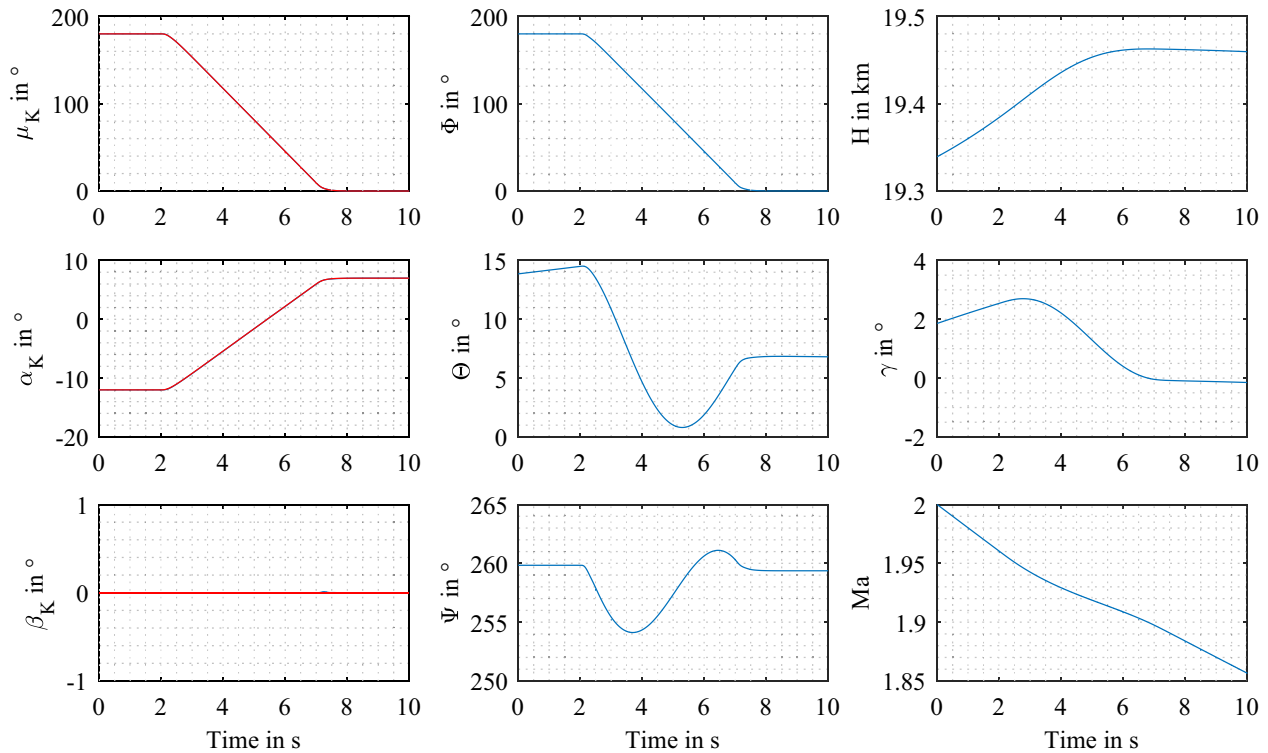 μK in °
200
100
0
0 2 4 6 8 10
Φ in °
200
100
0
0 2 4 6 8 10
H in km
19.5
19.4
19.3
0 2 4 6 8 10
αK in °
10
0
-10
-20
0 2 4 6 8 10
Θ in °
15
10
5
0
0 2 4 6 8 10
γ in °
4
2
0
-2
0 2 4 6 8 10
βK in °
1
0
-1
0 2 4 6 8 10
Time in s
Ψ in °
265
260
255
250
0 2 4 6 8 10
Time in s
Ma
2
1.95
1.9
1.85
0 2 4 6 8 10
Time in s